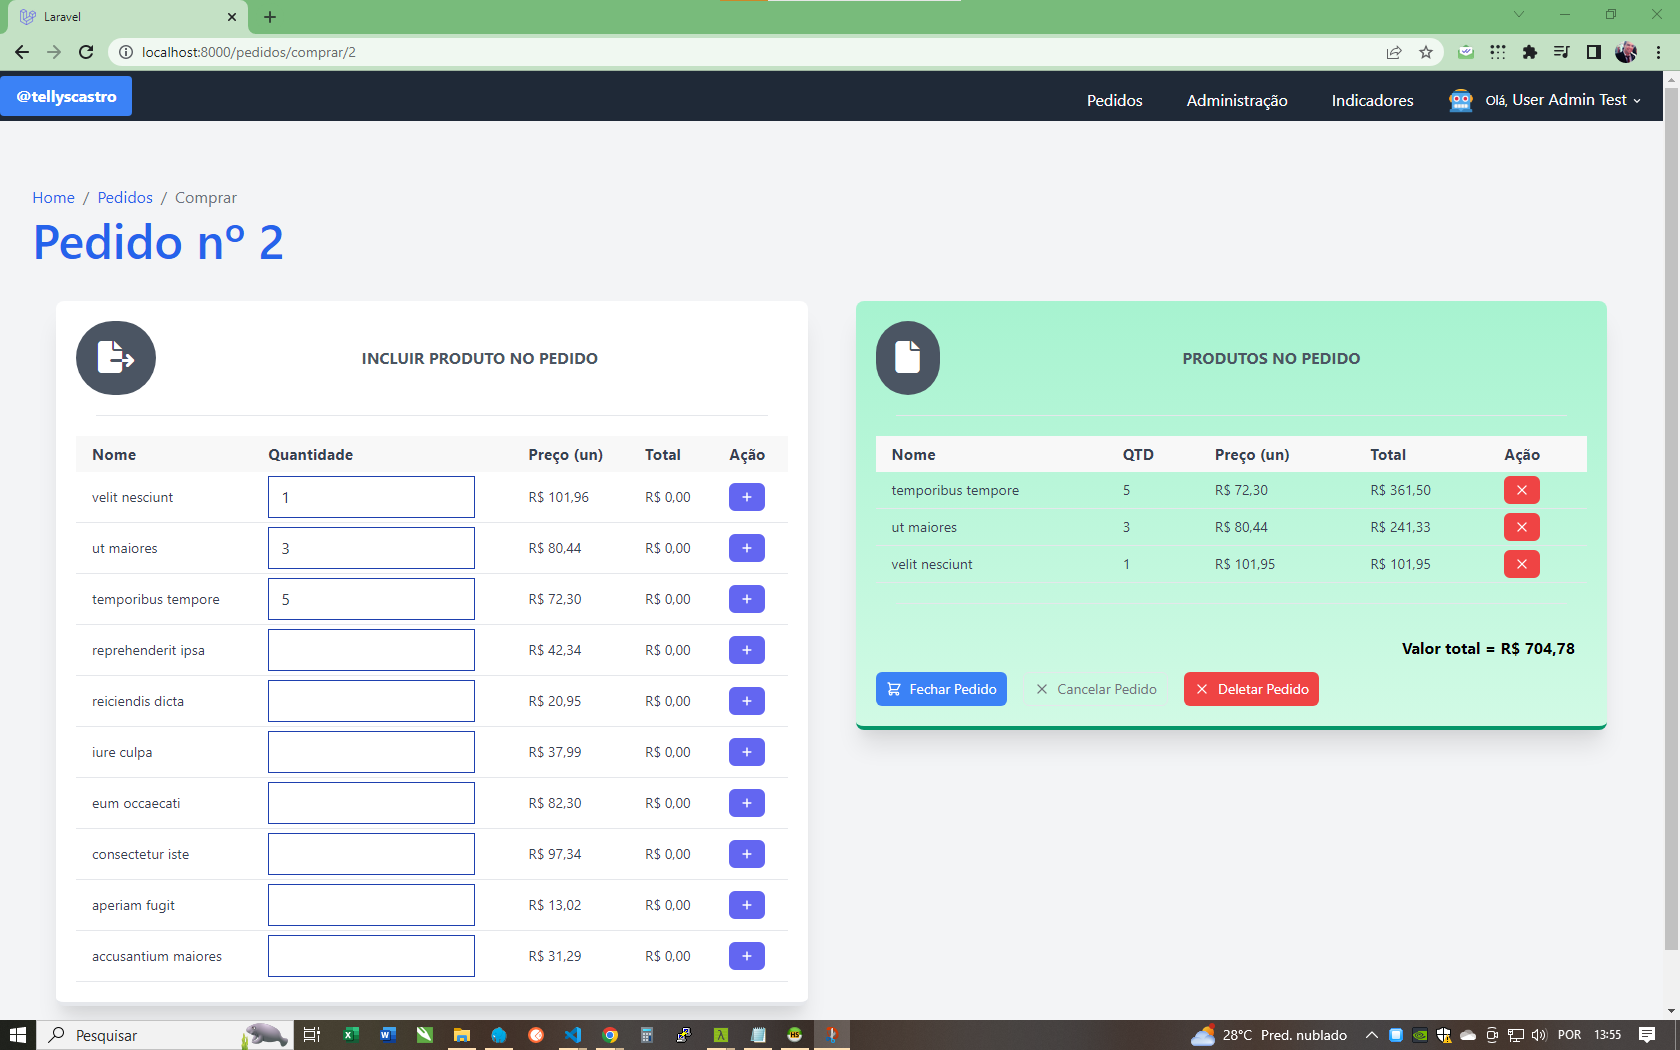 Laravel
localhost:8000/pedidos/comprar/2
@tellyscastro
Pedidos
Administração
Indicadores
Olá, User Admin Test
Home / Pedidos / Comprar
Pedido nº 2
INCLUIR PRODUTO NO PEDIDO
Nome Quantidade Preço (un) Total Ação
velit nesciunt 1 R$ 101,96 R$ 0,00 +
ut maiores 3 R$ 80,44 R$ 0,00 +
temporibus tempore 5 R$ 72,30 R$ 0,00 +
reprehenderit ipsa R$ 42,34 R$ 0,00 +
reiciendis dicta R$ 20,95 R$ 0,00 +
iure culpa R$ 37,99 R$ 0,00 +
eum occaecati R$ 82,30 R$ 0,00 +
consectetur iste R$ 97,34 R$ 0,00 +
aperiam fugit R$ 13,02 R$ 0,00 +
accusantium maiores R$ 31,29 R$ 0,00 +
PRODUTOS NO PEDIDO
Nome QTD Preço (un) Total Ação
temporibus tempore 5 R$ 72,30 R$ 361,50
ut maiores 3 R$ 80,44 R$ 241,33
velit nesciunt 1 R$ 101,95 R$ 101,95
Valor total = R$ 704,78
Fechar Pedido
Cancelar Pedido
Deletar Pedido
Pesquisar
28°C Pred. nublado
POR
13:55